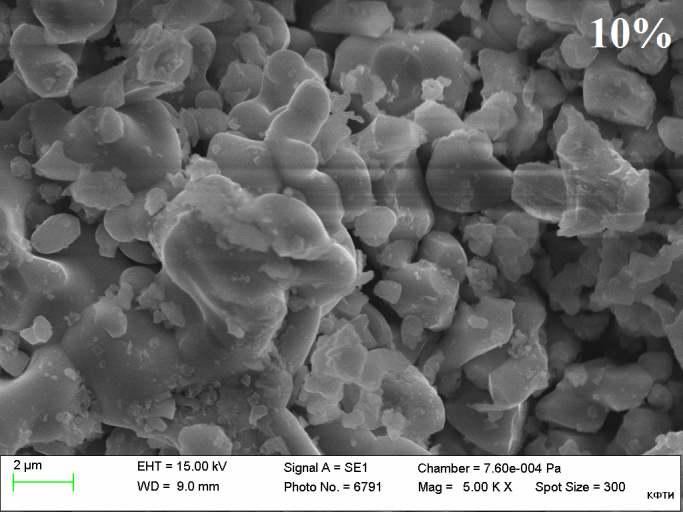 10%
2 µm
EHT = 15.00 kV
Signal A = SE1
Chamber = 7.60e-004 Pa
WD = 9.0 mm
Photo No. = 6791
Mag = 5.00 K X
Spot Size = 300
КФТИ